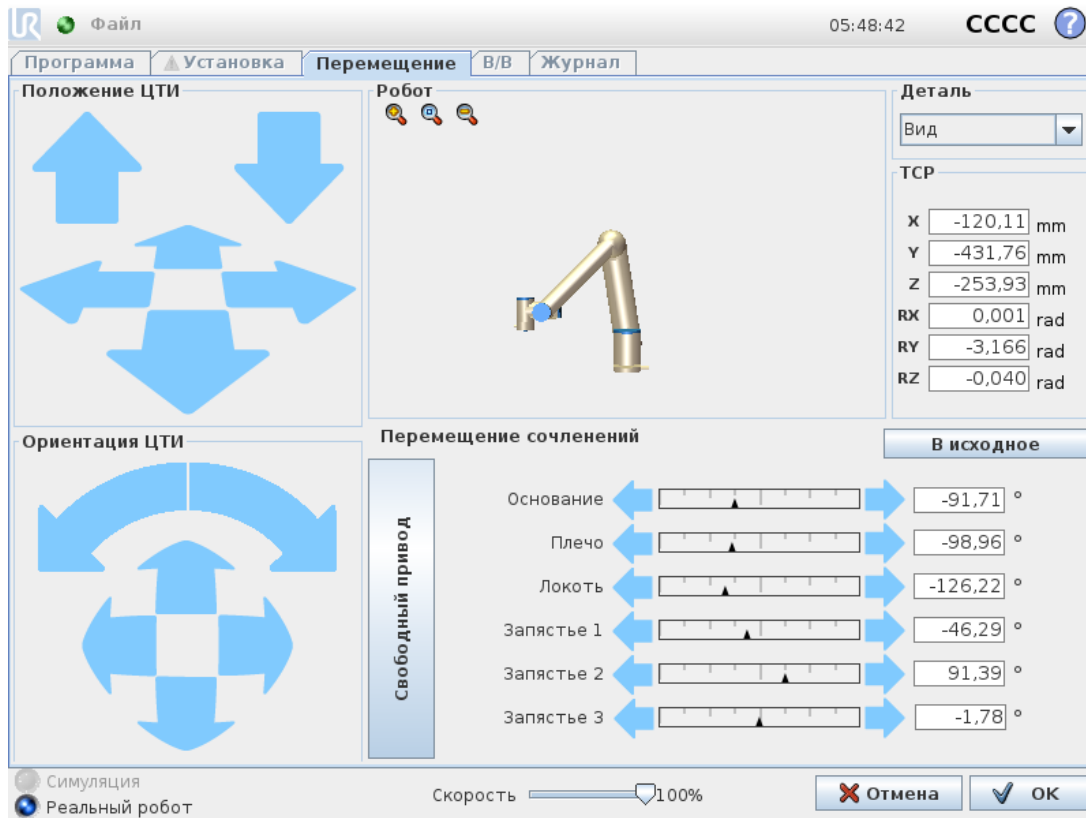 UR Файл 05:48:42 CCCC ?
Программа Установка Перемещение В/В Журнал
Положение ЦТИ
Робот
Деталь
Вид
TCP
X -120,11 mm
Y -431,76 mm
Z -253,93 mm
RX 0,001 rad
RY -3,166 rad
RZ -0,040 rad
Ориентация ЦТИ
Перемещение сочленений
В исходное
Свободный привод
Основание -91,71 °
Плечо -98,96 °
Локоть -126,22 °
Запястье 1 -46,29 °
Запястье 2 91,39 °
Запястье 3 -1,78 °
Симуляция
Реальный робот
Скорость 100%
Отмена
OK